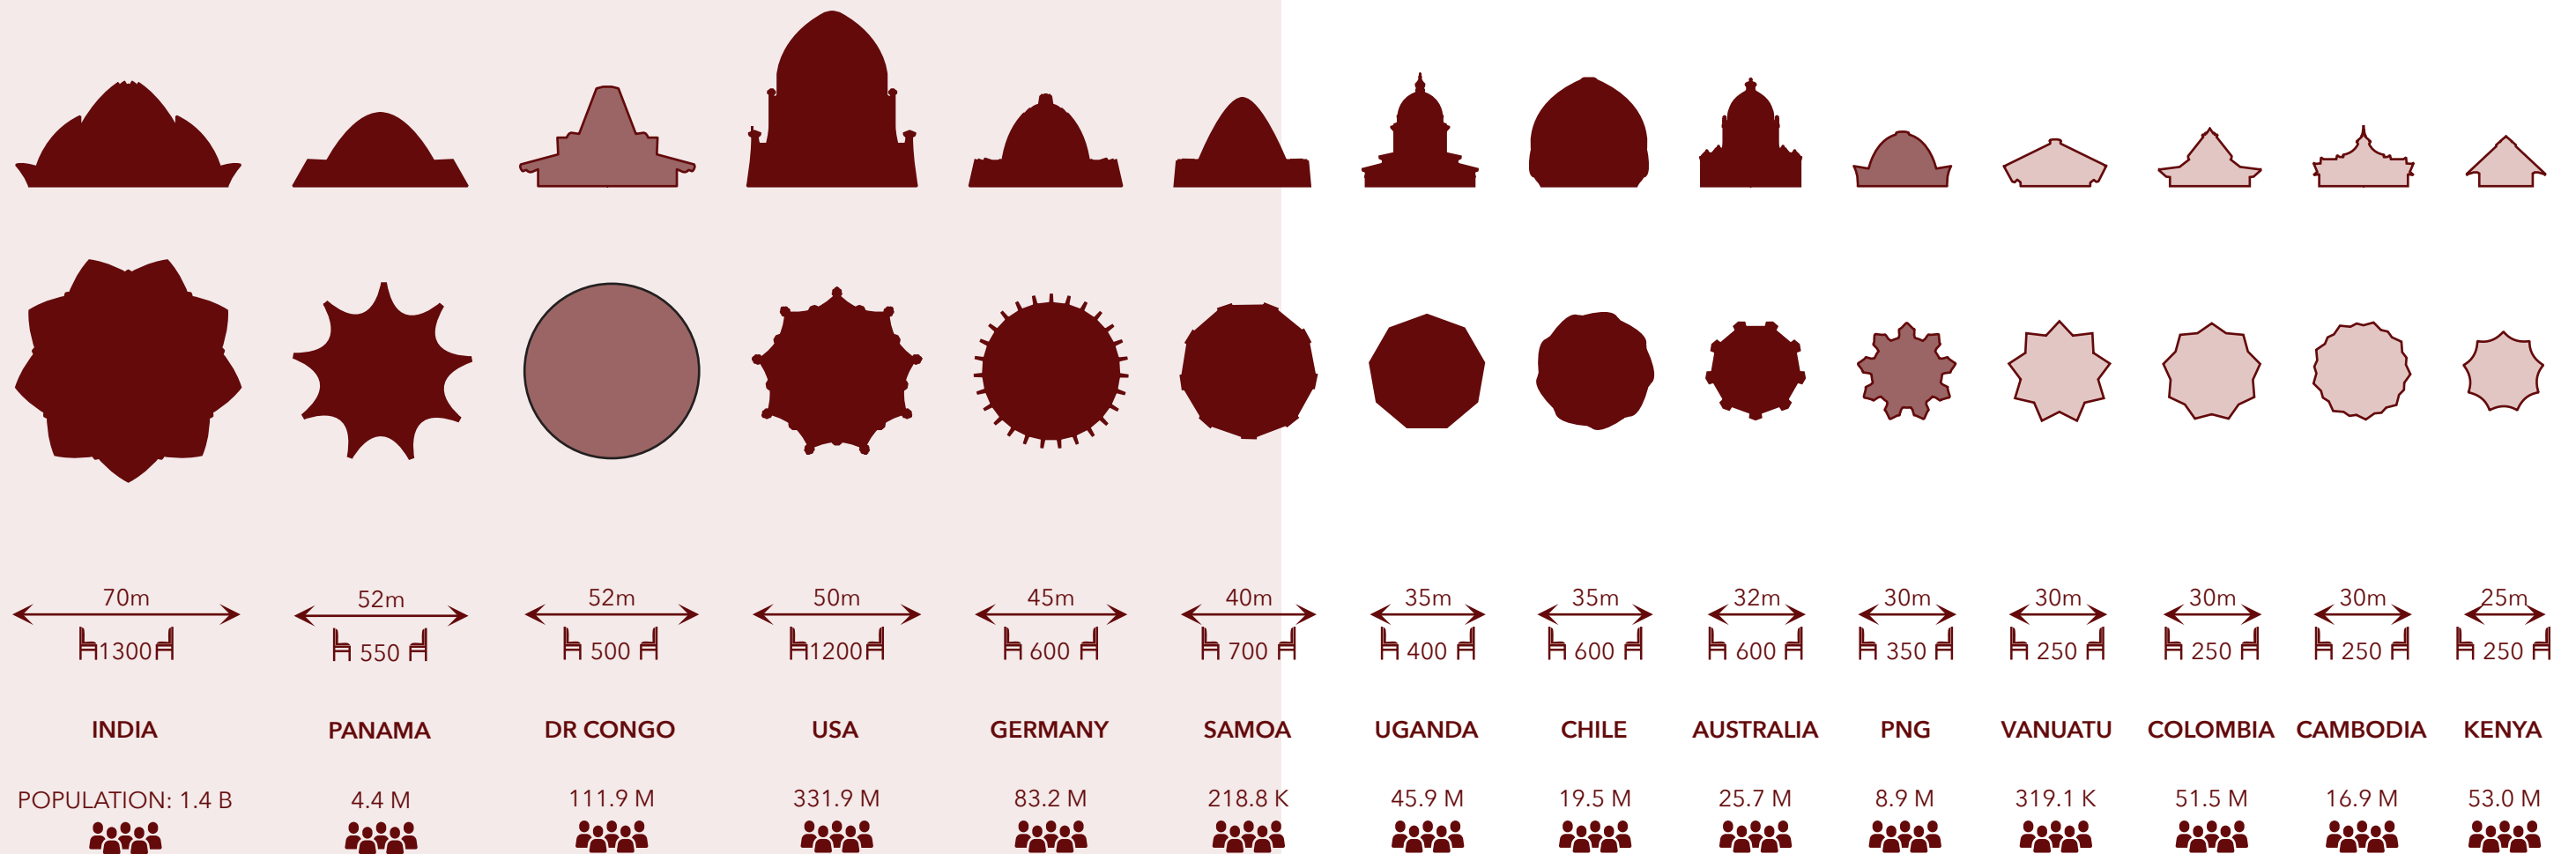 70m 52m 52m 50m 45m 40m 35m 35m 32m 30m 30m 30m 30m 25m
1300 550 500 1200 600 700 400 600 600 350 250 250 250 250
INDIA PANAMA DR CONGO USA GERMANY SAMOA UGANDA CHILE AUSTRALIA PNG VANUATU COLOMBIA CAMBODIA KENYA
POPULATION: 1.4 B 4.4 M 111.9 M 331.9 M 83.2 M 218.8 K 45.9 M 19.5 M 25.7 M 8.9 M 319.1 K 51.5 M 16.9 M 53.0 M